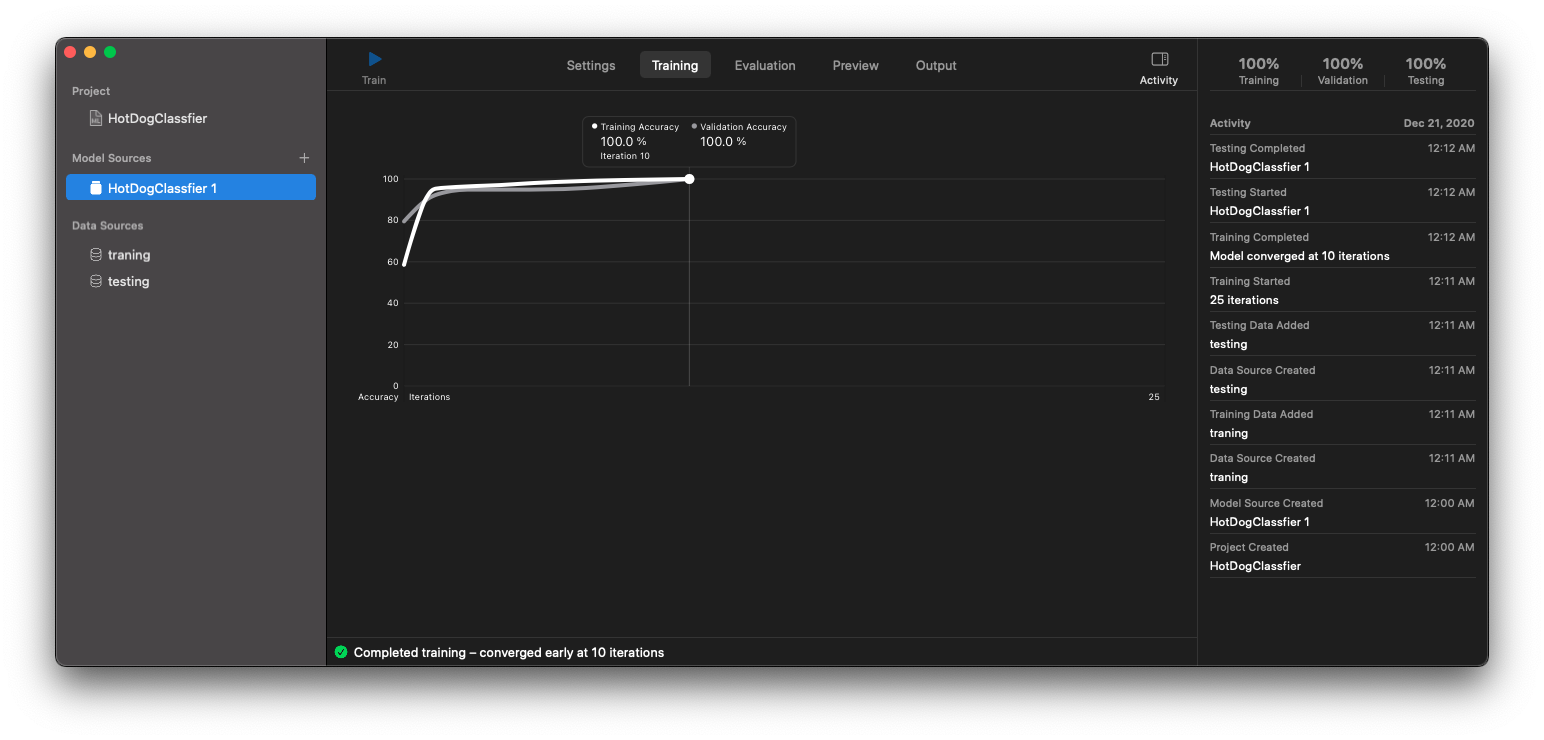 Project
HotDogClassfier
Model Sources
HotDogClassfier 1
Data Sources
traning
testing
Train
Settings
Training
Evaluation
Preview
Output
Activity
Training Accuracy Validation Accuracy
100.0 % 100.0 %
Iteration 10
100
80
60
40
20
0
Accuracy Iterations 25
Completed training – converged early at 10 iterations
100% 100% 100%
Training Validation Testing
Activity Dec 21, 2020
Testing Completed 12:12 AM
HotDogClassfier 1
Testing Started 12:12 AM
HotDogClassfier 1
Training Completed 12:12 AM
Model converged at 10 iterations
Training Started 12:11 AM
25 iterations
Testing Data Added 12:11 AM
testing
Data Source Created 12:11 AM
testing
Training Data Added 12:11 AM
traning
Data Source Created 12:11 AM
traning
Model Source Created 12:00 AM
HotDogClassfier 1
Project Created 12:00 AM
HotDogClassfier